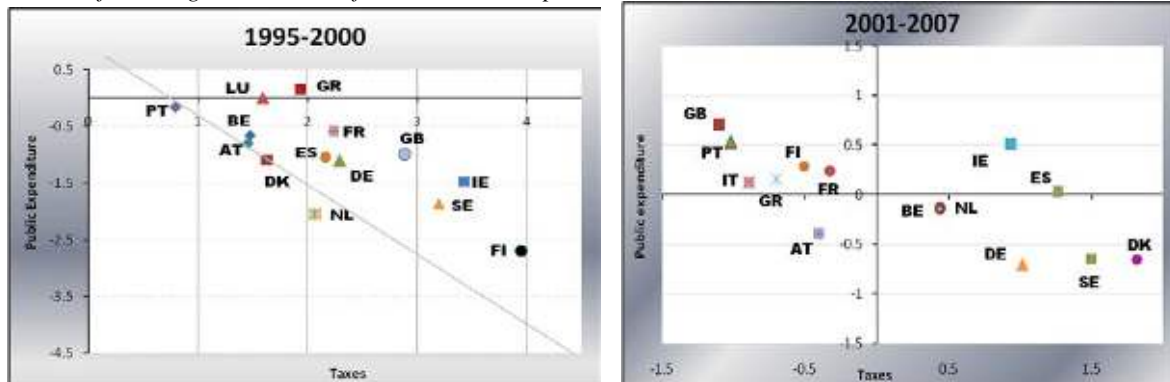 1995-2000
0.5
-0.5
-1.5
-2.5
-3.5
-4.5
0
1
2
3
4
Public Expenditure
Taxes
LU
GR
PT
BE
FR
GB
AT
ES
DE
DK
IE
SE
NL
FI
2001-2007
1.5
1
0.5
0
-0.5
-1
-1.5
-1.5
-0.5
0.5
1.5
Public expenditure
Taxes
GB
PT
FI
IE
IT
FR
ES
GR
BE
NL
AT
DE
DK
SE